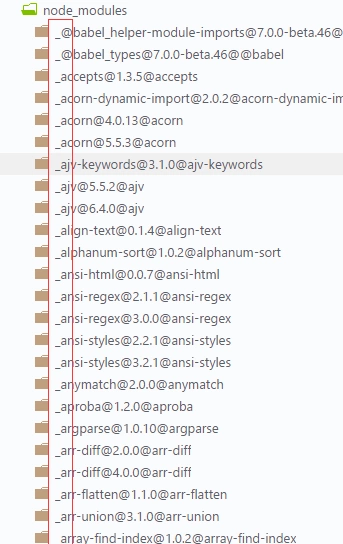 node_modules
_@babel_helper-module-imports@7.0.0-beta.46@
_@babel_types@7.0.0-beta.46@@babel
_accepts@1.3.5@accepts
_acorn-dynamic-import@2.0.2@acorn-dynamic-im
_acorn@4.0.13@acorn
_acorn@5.5.3@acorn
_ajv-keywords@3.1.0@ajv-keywords
_ajv@5.5.2@ajv
_ajv@6.4.0@ajv
_align-text@0.1.4@align-text
_alphanum-sort@1.0.2@alphanum-sort
_ansi-html@0.0.7@ansi-html
_ansi-regex@2.1.1@ansi-regex
_ansi-regex@3.0.0@ansi-regex
_ansi-styles@2.2.1@ansi-styles
_ansi-styles@3.2.1@ansi-styles
_anymatch@2.0.0@anymatch
_aproba@1.2.0@aproba
_argparse@1.0.10@argparse
_arr-diff@2.0.0@arr-diff
_arr-diff@4.0.0@arr-diff
_arr-flatten@1.1.0@arr-flatten
_arr-union@3.1.0@arr-union
_array-find-index@1.0.2@array-find-index